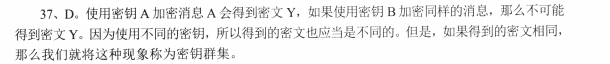 37、D。使用密钥 A 加密消息 A 会得到密文 Y，如果使用密钥 B 加密同样的消息，那么不可能
得到密文 Y。因为使用不同的密钥，所以得到的密文也应当是不同的。但是，如果得到的密文相同，
那么我们就将这种现象称为密钥群集。